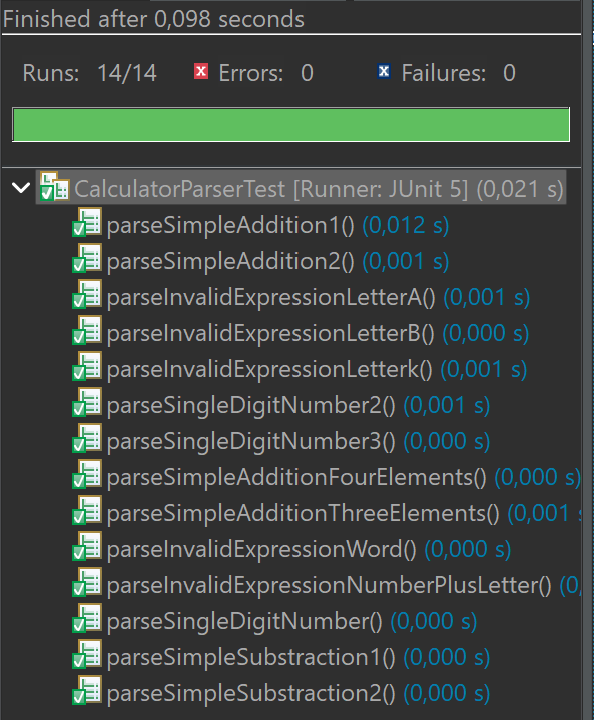 Finished after 0,098 seconds
Runs: 14/14 Errors: 0 Failures: 0
CalculatorParserTest [Runner: JUnit 5] (0,021 s)
parseSimpleAddition1() (0,012 s)
parseSimpleAddition2() (0,001 s)
parseInvalidExpressionLetterA() (0,001 s)
parseInvalidExpressionLetterB() (0,000 s)
parseInvalidExpressionLetterk() (0,001 s)
parseSingleDigitNumber2() (0,001 s)
parseSingleDigitNumber3() (0,000 s)
parseSimpleAdditionFourElements() (0,000 s)
parseSimpleAdditionThreeElements() (0,001 s
parseInvalidExpressionWord() (0,000 s)
parseInvalidExpressionNumberPlusLetter() (0,
parseSingleDigitNumber() (0,000 s)
parseSimpleSubstraction1() (0,000 s)
parseSimpleSubstraction2() (0,000 s)